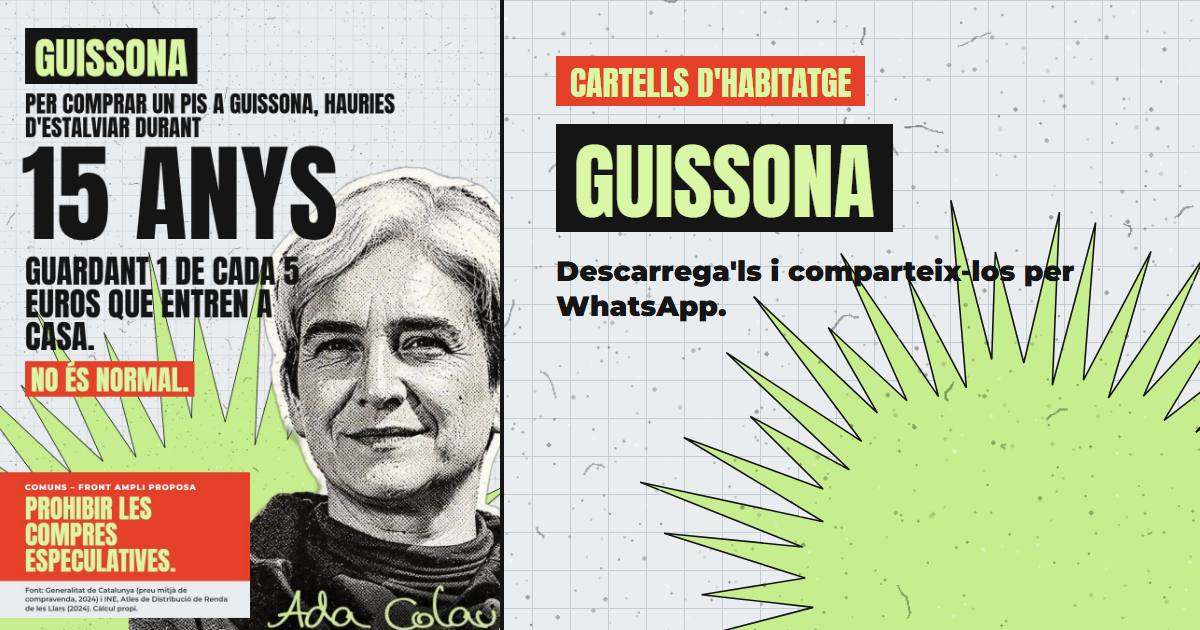 GUISSONA
PER COMPRAR UN PIS A GUISSONA, HAURIES
D'ESTALVIAR DURANT
15 ANYS
GUARDANT 1 DE CADA 5
EUROS QUE ENTREN A
CASA.
NO ÉS NORMAL.
COMUNS – FRONT AMPLI PROPOSA
PROHIBIR LES
COMPRES
ESPECULATIVES.
Font: Generalitat de Catalunya (preu mitjà de
compravenda, 2024) i INE, Atles de Distribució de Renda
de les Llars (2024). Càlcul propi.
Ada Colau
CARTELLS D'HABITATGE
GUISSONA
Descarrega'ls i comparteix-los per
WhatsApp.